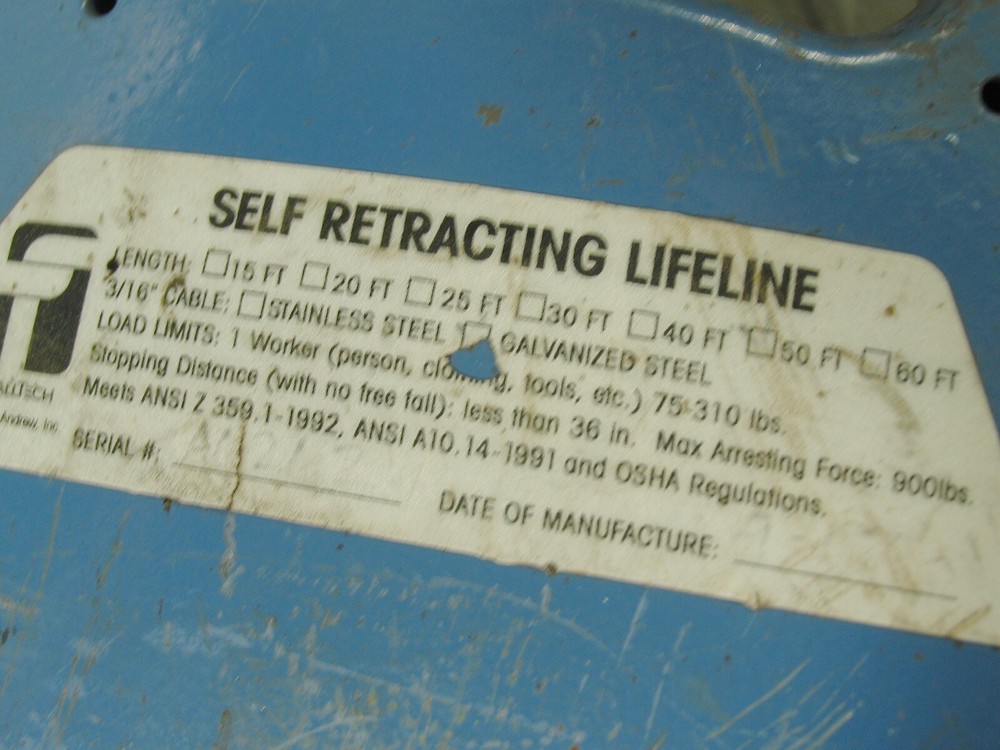 SELF RETRACTING LIFELINE
LENGTH: 15 FT 20 FT 25 FT 30 FT 40 FT 50 FT 60 FT
3/16" CABLE: STAINLESS STEEL GALVANIZED STEEL
LOAD LIMITS: 1 Worker (person, clothing, tools, etc.) 75-310 lbs.
Stopping Distance (with no free fall): less than 36 in. Max Arresting Force: 900lbs.
Meets ANSI Z 359.1-1992, ANSI A10.14-1991 and OSHA Regulations.
SERIAL #:
DATE OF MANUFACTURE:
LLTECH
Andrew, Inc